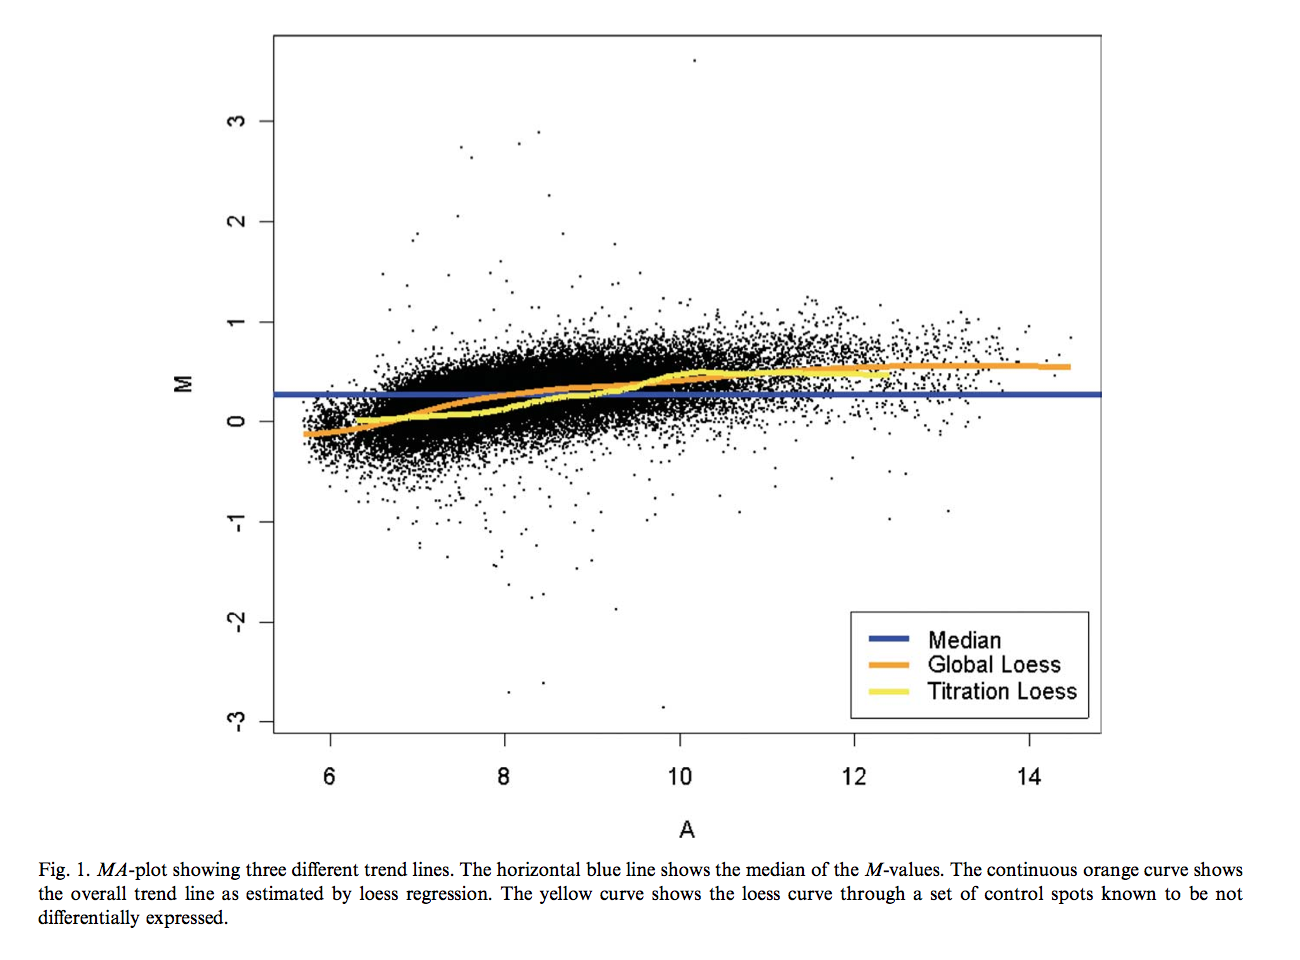 3
2
1
0
-1
-2
-3
M
Median
Global Loess
Titration Loess
6 8 10 12 14
A
Fig. 1. MA-plot showing three different trend lines. The horizontal blue line shows the median of the M-values. The continuous orange curve shows
the overall trend line as estimated by loess regression. The yellow curve shows the loess curve through a set of control spots known to be not
differentially expressed.